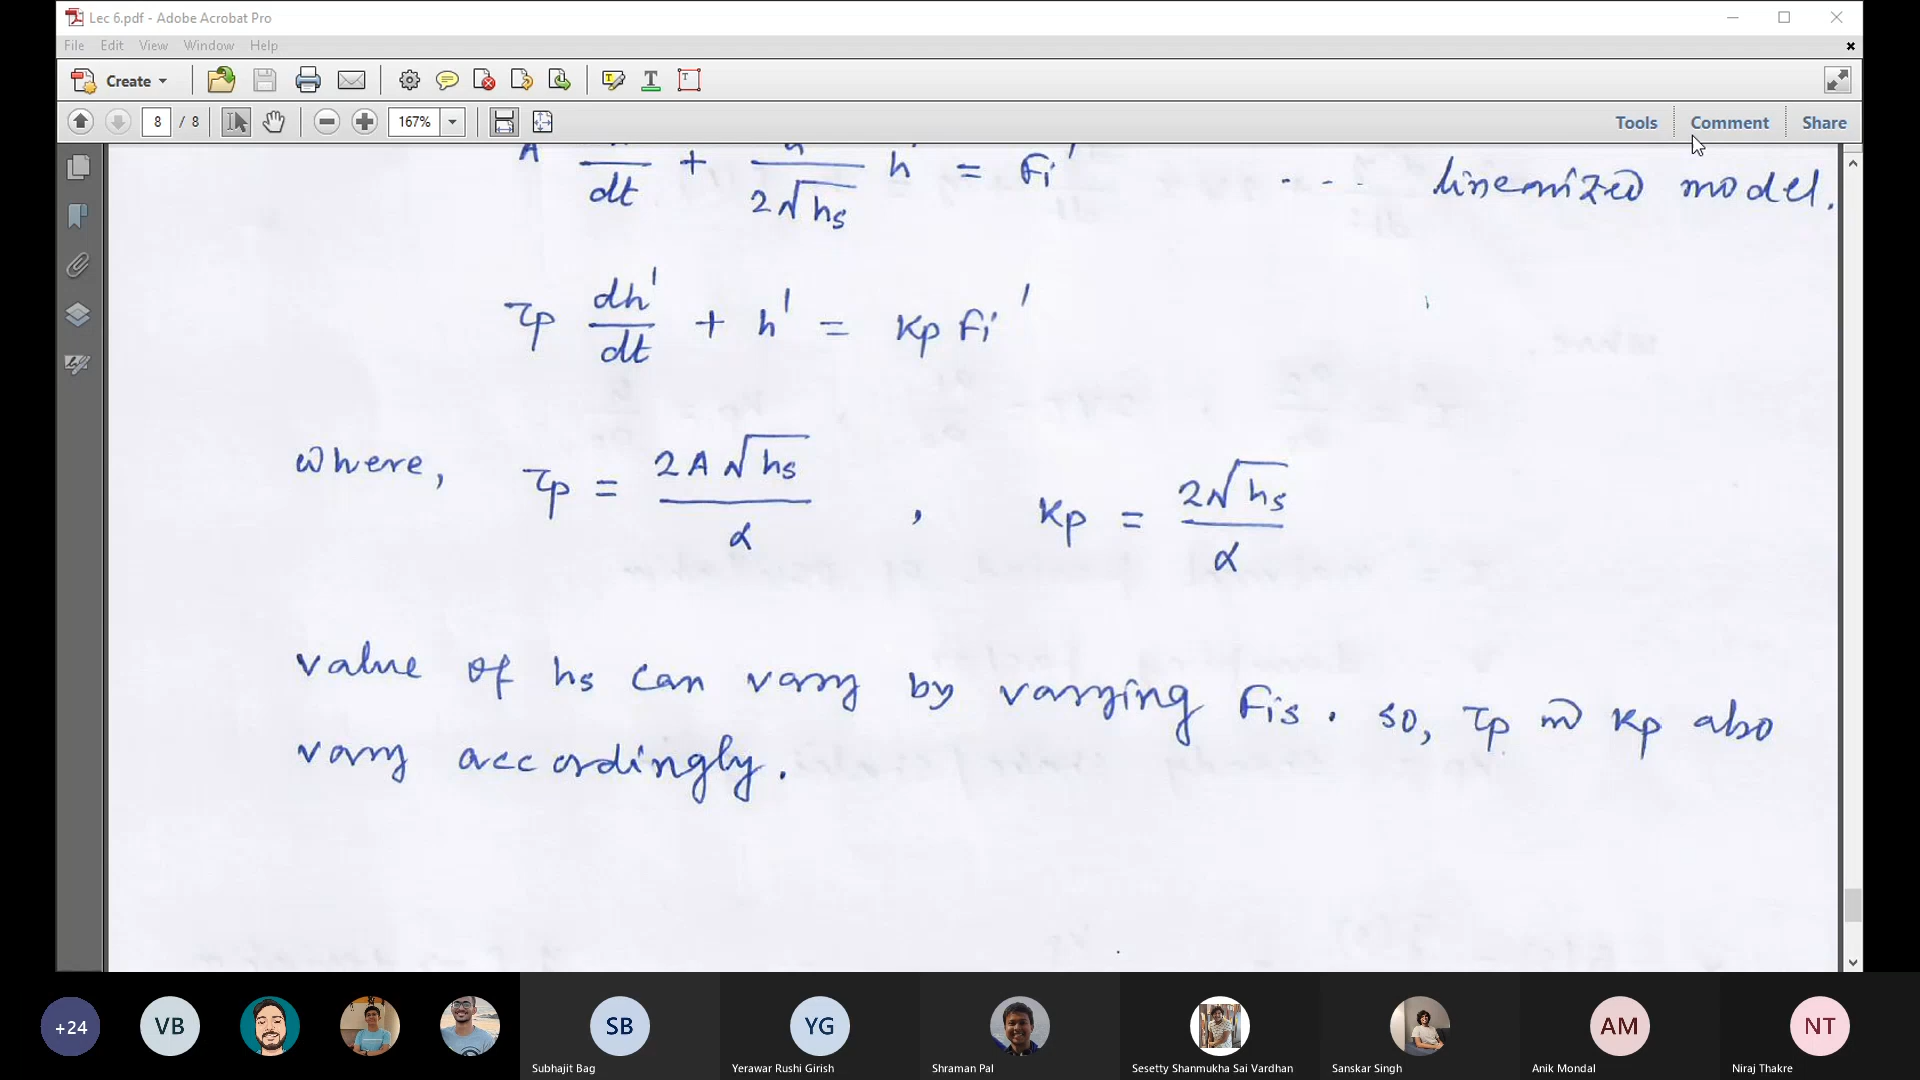 Lec 6.pdf - Adobe Acrobat Pro
File Edit View Window Help
Create
8 / 8 167% Tools Comment Share
A /dt + /2√hs h' = Fi' .... linearized model.
τp dh'/dt + h' = Kp Fi'
where, τp = 2A√hs/α , Kp = 2√hs/α
value of hs can vary by varying Fis. so, τp Kp also
vary accordingly.
+24 VB SB YG AM NT
Subhajit Bag Yerawar Rushi Girish Shraman Pal Sesetty Shanmukha Sai Vardhan Sanskar Singh Anik Mondal Niraj Thakre